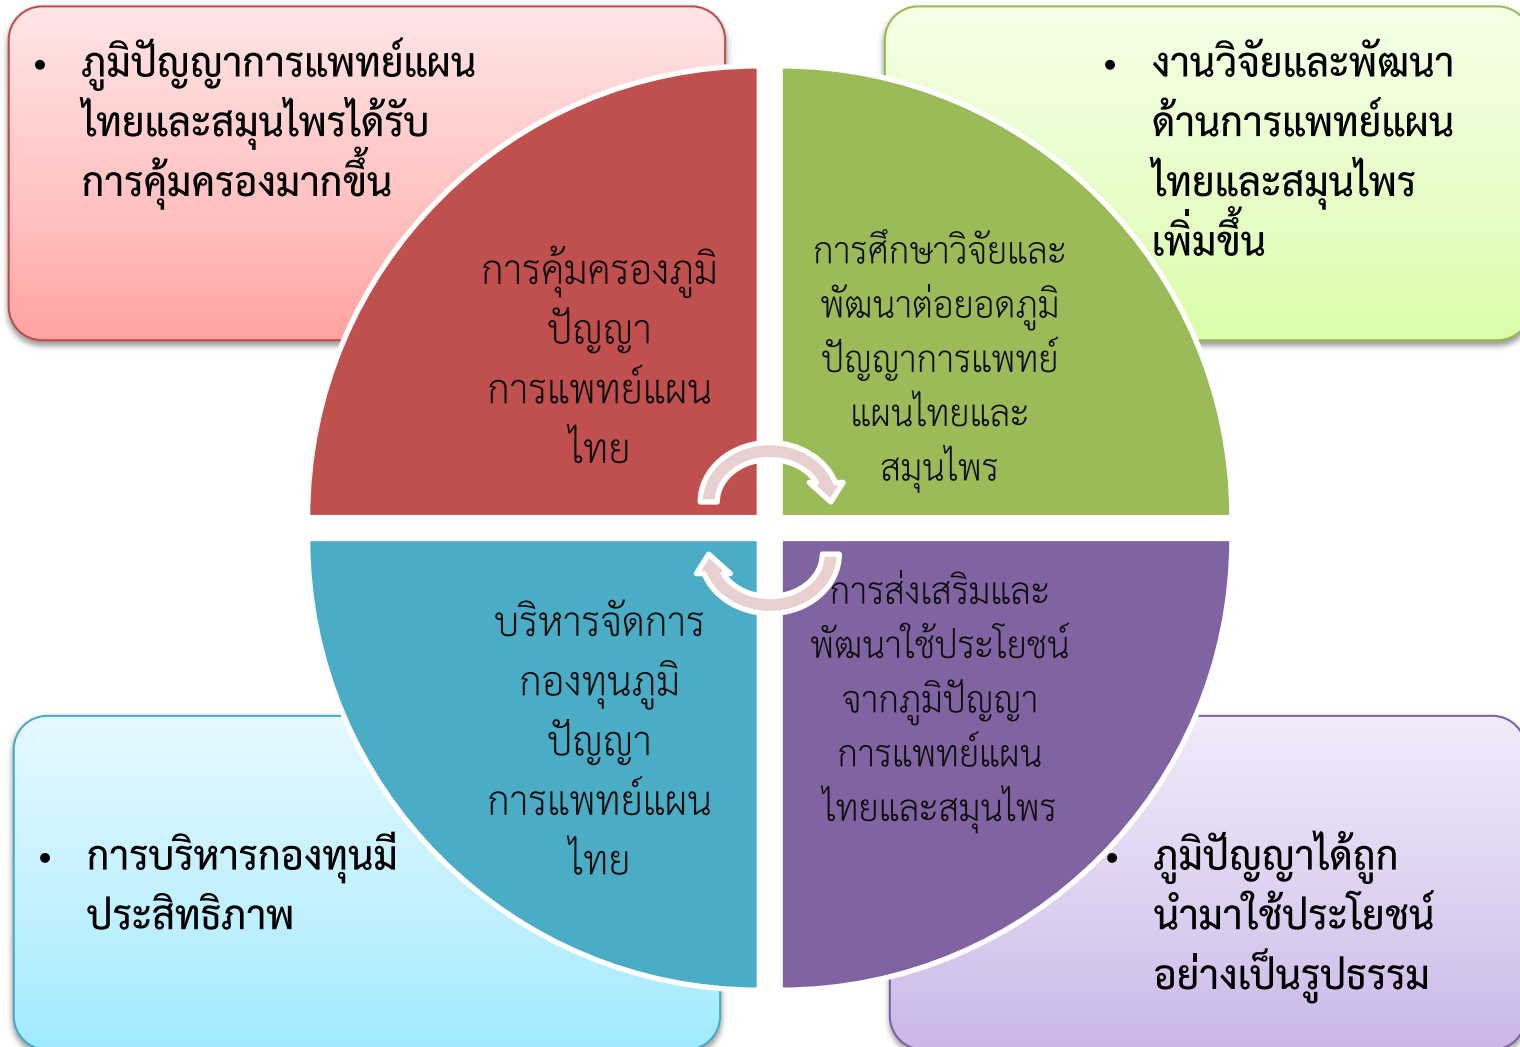 • ภูมิปัญญาการแพทย์แผน
ไทยและสมุนไพรได้รับ
การคุ้มครองมากขึ้น
• งานวิจัยและพัฒนา
ด้านการแพทย์แผน
ไทยและสมุนไพร
เพิ่มขึ้น
การคุ้มครองภูมิ
ปัญญา
การแพทย์แผน
ไทย
การศึกษาวิจัยและ
พัฒนาต่อยอดภูมิ
ปัญญาการแพทย์
แผนไทยและ
สมุนไพร
บริหารจัดการ
กองทุนภูมิ
ปัญญา
การแพทย์แผน
ไทย
การส่งเสริมและ
พัฒนาใช้ประโยชน์
จากภูมิปัญญา
การแพทย์แผน
ไทยและสมุนไพร
• การบริหารกองทุนมี
ประสิทธิภาพ
• ภูมิปัญญาได้ถูก
นำมาใช้ประโยชน์
อย่างเป็นรูปธรรม